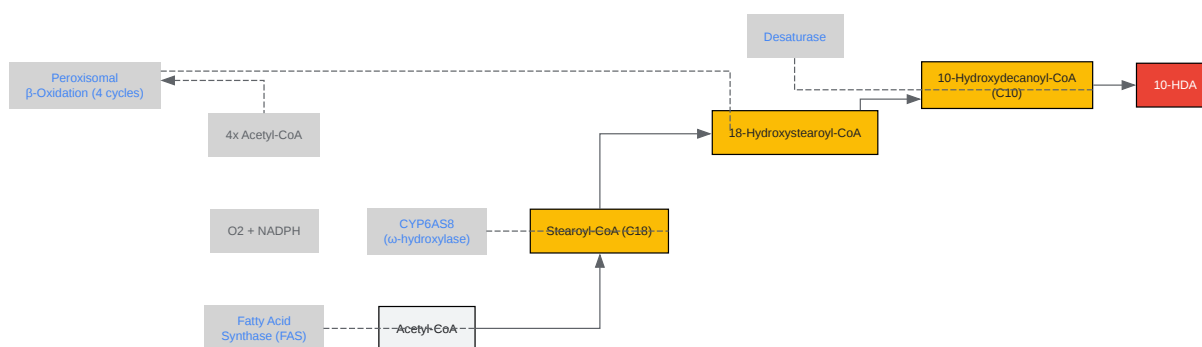 Desaturase
Peroxisomal
β-Oxidation (4 cycles)
10-Hydroxydecanoyl-CoA
(C10)
10-HDA
4x Acetyl-CoA
18-Hydroxystearoyl-CoA
O2 + NADPH
CYP6AS8
(ω-hydroxylase)
Stearoyl-CoA (C18)
Fatty Acid
Synthase (FAS)
Acetyl-CoA